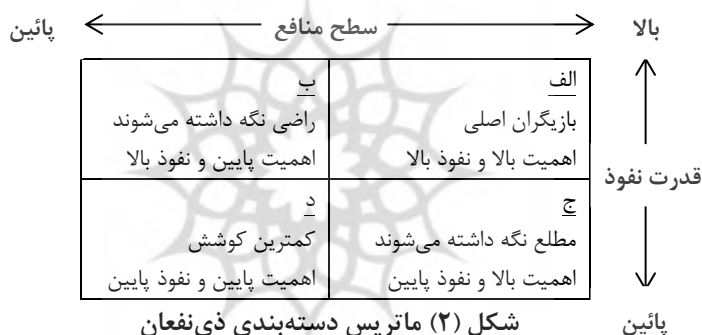 بالا سطح منافع پائین
الف
بازیگران اصلی
اهمیت بالا و نفوذ بالا
ب
راضی نگه داشته می‌شوند
اهمیت پایین و نفوذ بالا
قدرت نفوذ
ج
مطلع نگه داشته می‌شوند
اهمیت بالا و نفوذ پایین
د
کمترین کوشش
اهمیت پایین و نفوذ پایین
پائین
شکل (۲) ماتریس دسته‌بندی ذی‌نفعان